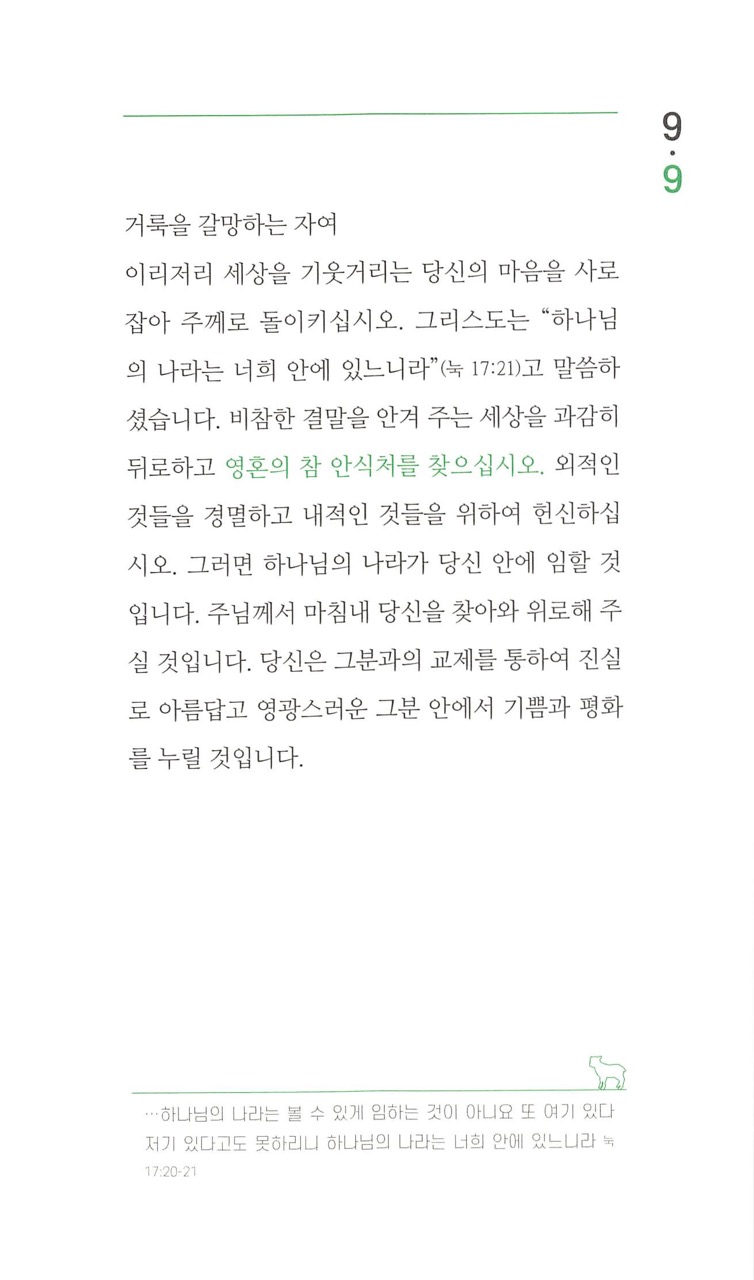 9
·
9
거룩을 갈망하는 자여
이리저리 세상을 기웃거리는 당신의 마음을 사로
잡아 주께로 돌이키십시오. 그리스도는 “하나님
의 나라는 너희 안에 있느니라”(눅 17:21)고 말씀하
셨습니다. 비참한 결말을 안겨 주는 세상을 과감히
뒤로하고 영혼의 참 안식처를 찾으십시오. 외적인
것들을 경멸하고 내적인 것들을 위하여 헌신하십
시오. 그러면 하나님의 나라가 당신 안에 임할 것
입니다. 주님께서 마침내 당신을 찾아와 위로해 주
실 것입니다. 당신은 그분과의 교제를 통하여 진실
로 아름답고 영광스러운 그분 안에서 기쁨과 평화
를 누릴 것입니다.
…하나님의 나라는 볼 수 있게 임하는 것이 아니요 또 여기 있다
저기 있다고도 못하리니 하나님의 나라는 너희 안에 있느니라 눅
17:20-21